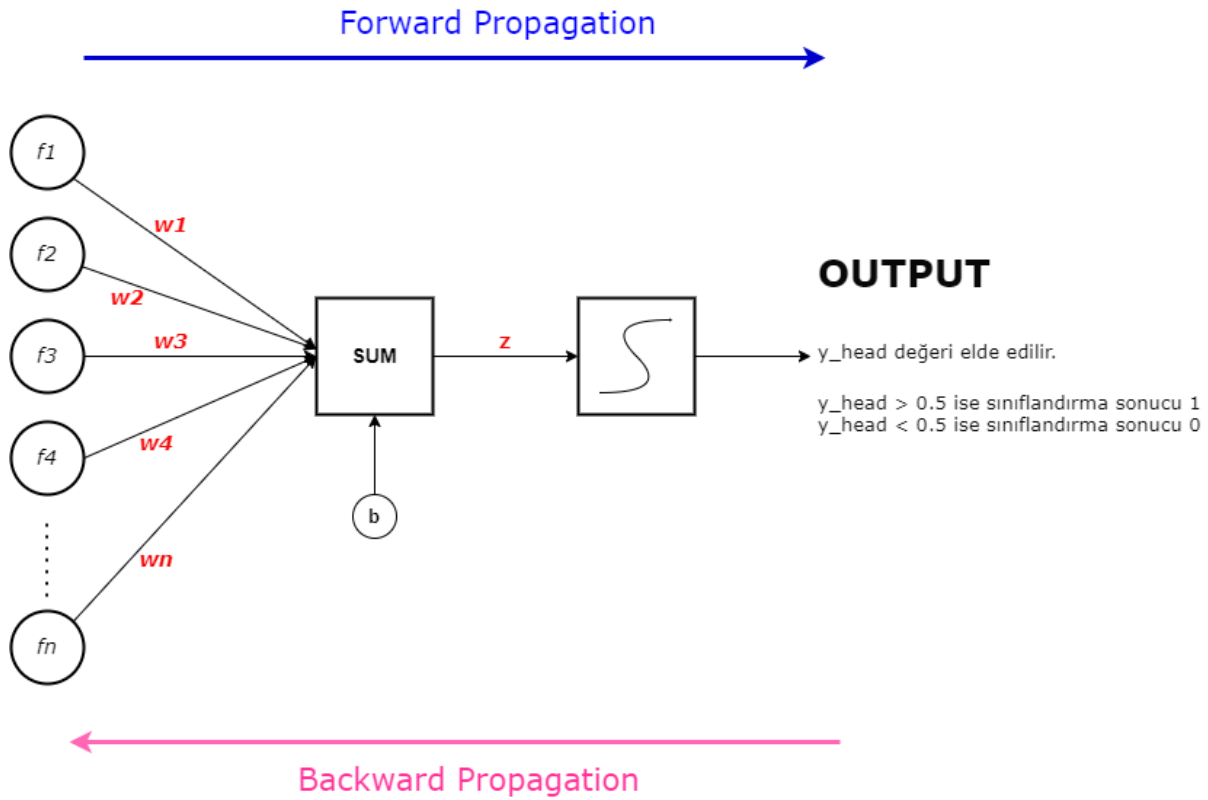 Forward Propagation
f1
w1
f2
w2
f3
w3
SUM
z
OUTPUT
y_head değeri elde edilir.
y_head > 0.5 ise sınıflandırma sonucu 1
y_head < 0.5 ise sınıflandırma sonucu 0
f4
w4
b
wn
fn
Backward Propagation